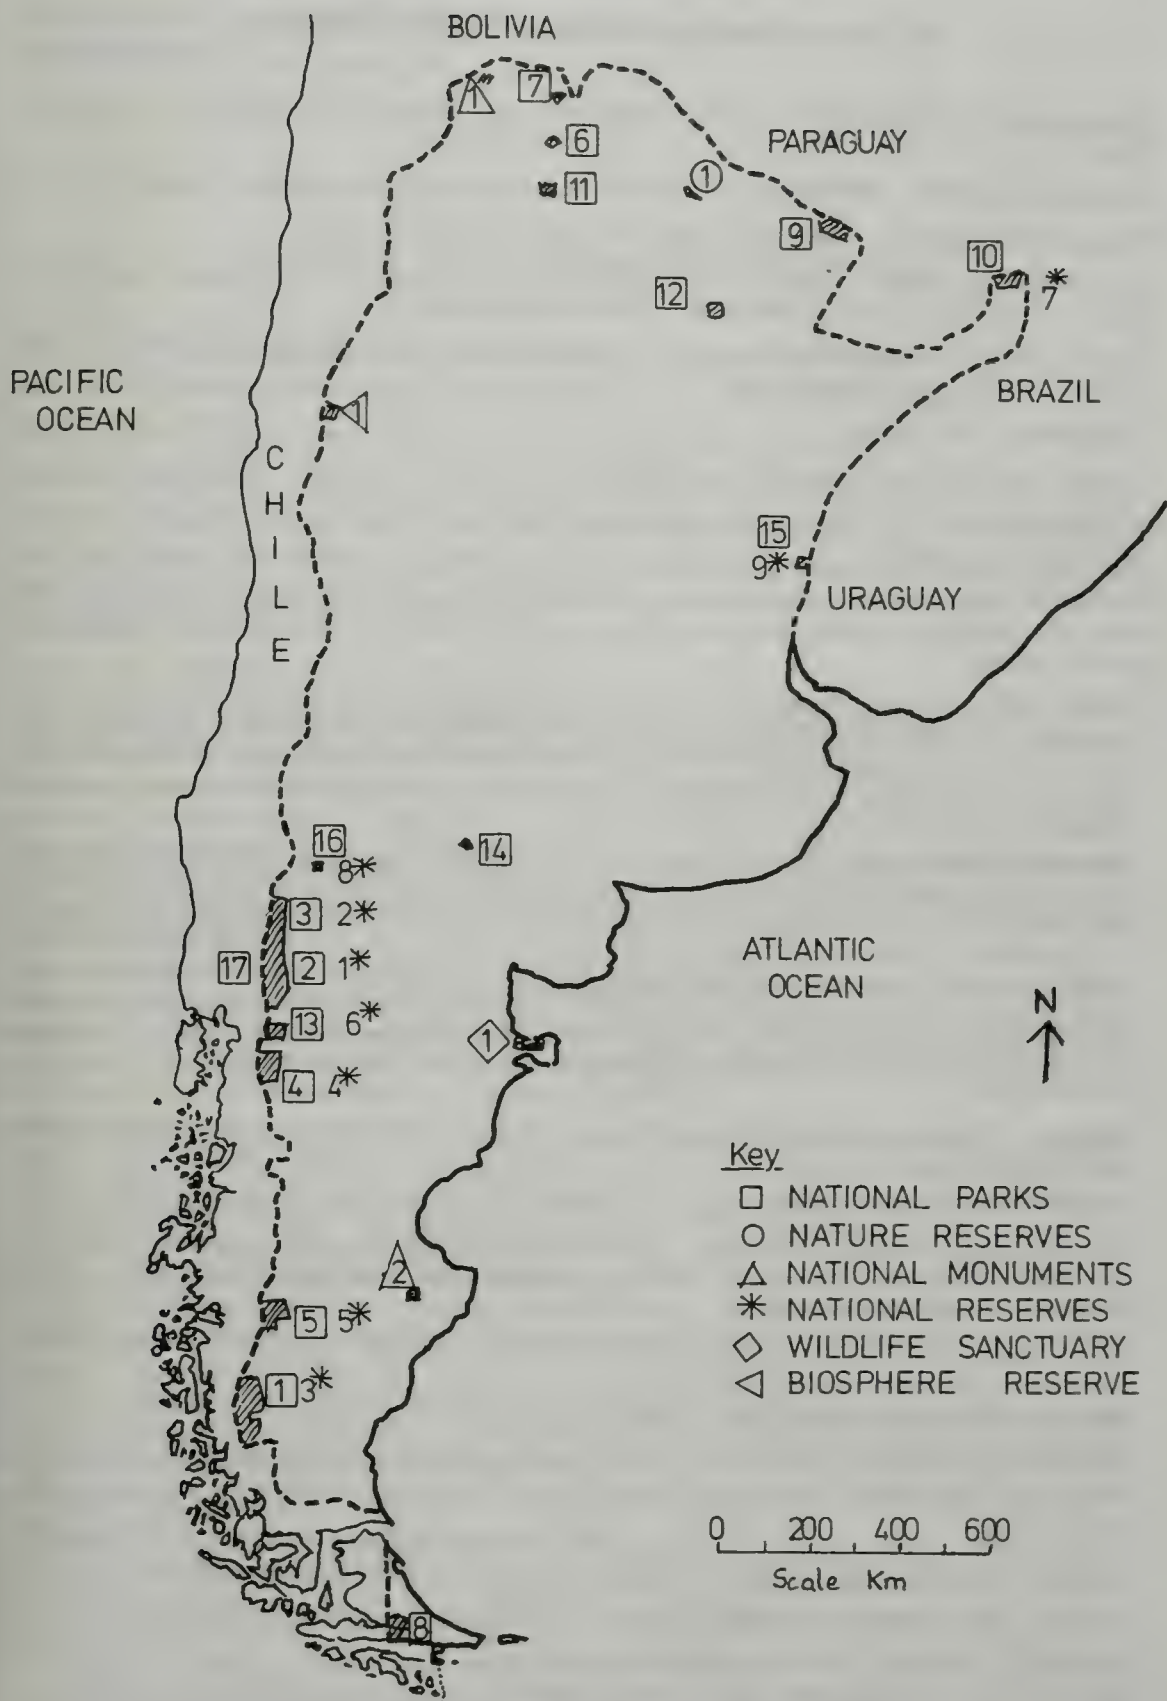 BOLIVIA
1
7
6
PARAGUAY
11
1
9
10
7*
12
PACIFIC
OCEAN
BRAZIL
1
CHILE
15
9*
URAGUAY
16
14
8*
3 2*
17 2 1*
ATLANTIC
OCEAN
13 6*
N
1
4 4*
Key
□ NATIONAL PARKS
○ NATURE RESERVES
△ NATIONAL MONUMENTS
* NATIONAL RESERVES
◇ WILDLIFE SANCTUARY
◁ BIOSPHERE RESERVE
2
5 5*
1 3*
0 200 400 600
Scale Km
8